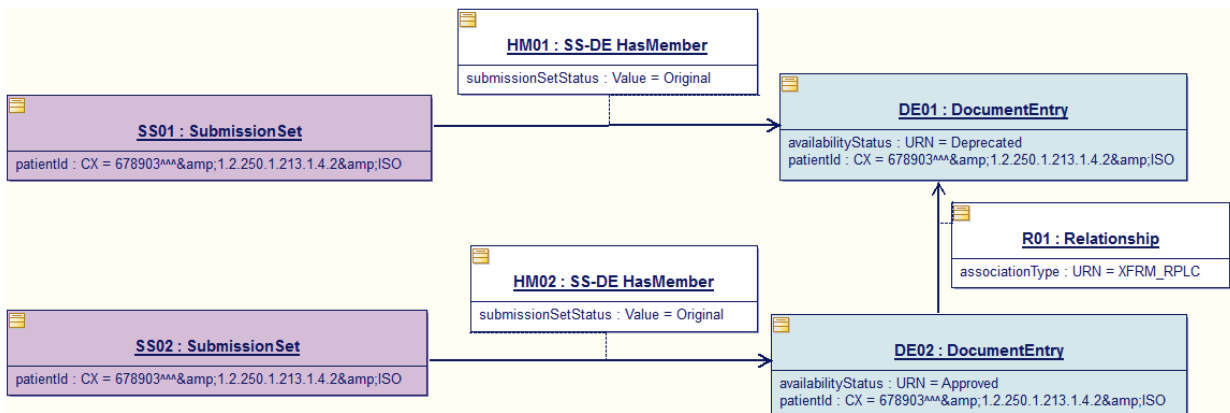 HM01 : SS-DE HasMember
submissionSetStatus : Value = Original
SS01 : SubmissionSet
patientId : CX = 678903^^^&amp;1.2.250.1.213.1.4.2&amp;ISO
DE01 : DocumentEntry
availabilityStatus : URN = Deprecated
patientId : CX = 678903^^^&amp;1.2.250.1.213.1.4.2&amp;ISO
R01 : Relationship
associationType : URN = XFRM_RPLC
HM02 : SS-DE HasMember
submissionSetStatus : Value = Original
SS02 : SubmissionSet
patientId : CX = 678903^^^&amp;1.2.250.1.213.1.4.2&amp;ISO
DE02 : DocumentEntry
availabilityStatus : URN = Approved
patientId : CX = 678903^^^&amp;1.2.250.1.213.1.4.2&amp;ISO